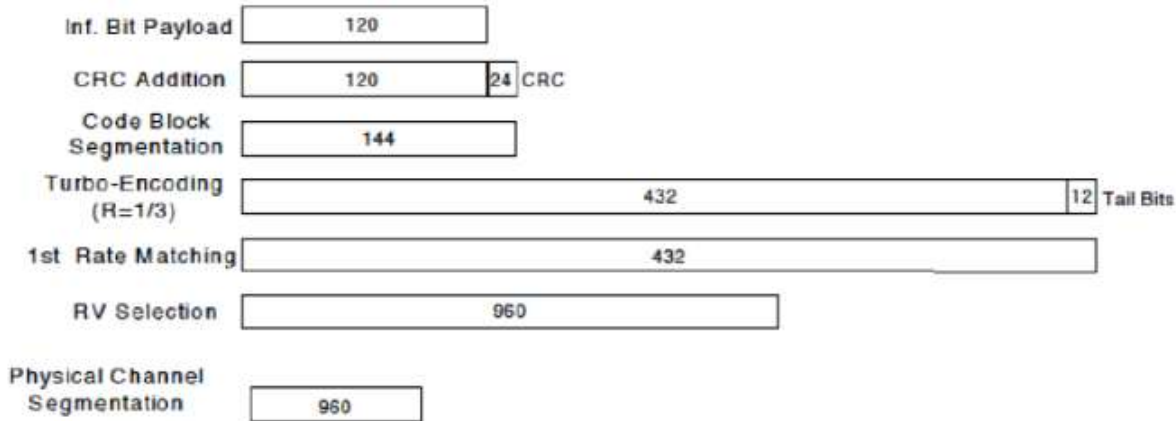 Inf. Bit Payload 120
CRC Addition 120 24 CRC
Code Block
Segmentation 144
Turbo-Encoding
(R=1/3) 432 12 Tail Bits
1st Rate Matching 432
RV Selection 960
Physical Channel
Segmentation 960